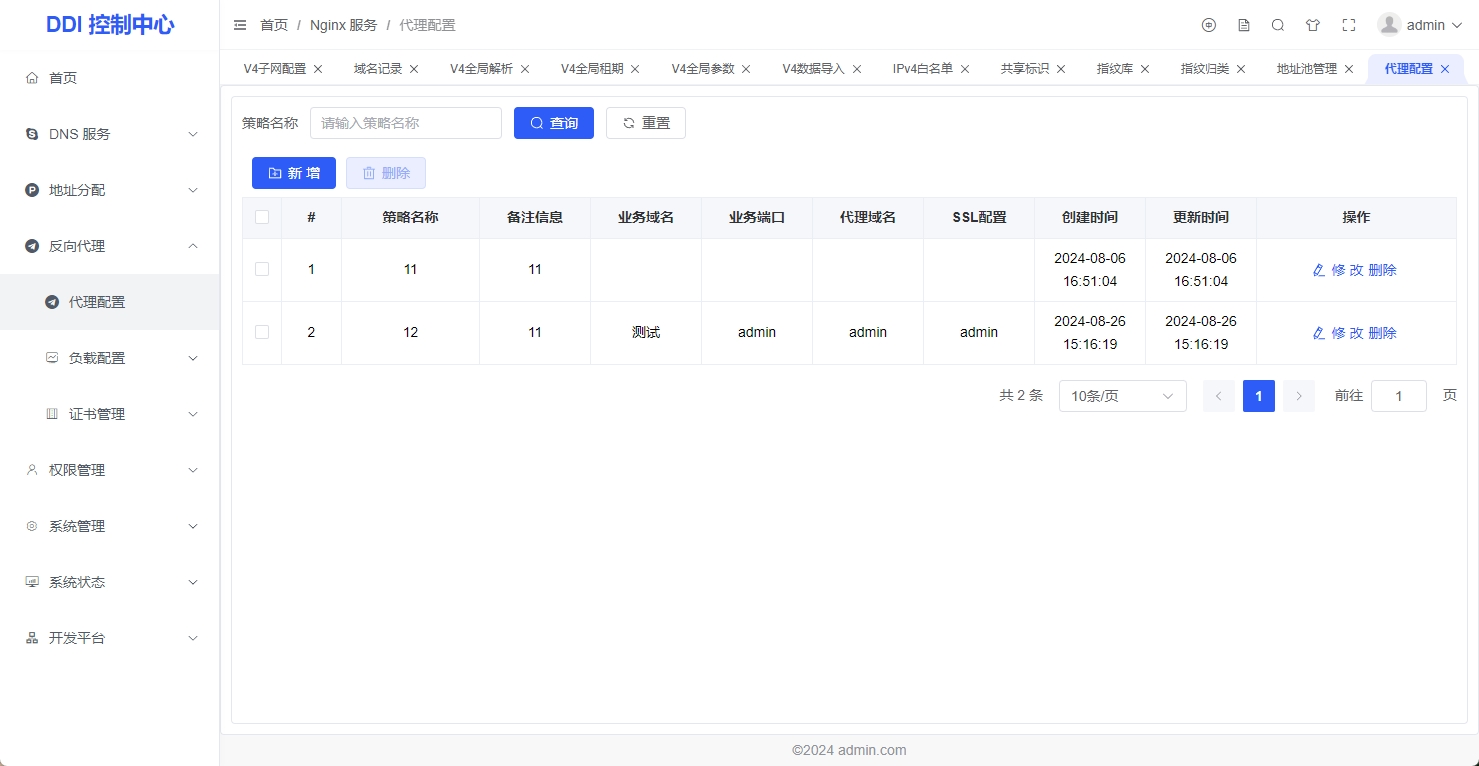 DDI 控制中心
首页
DNS 服务
地址分配
反向代理
代理配置
负载配置
证书管理
权限管理
系统管理
系统状态
开发平台
首页 / Nginx 服务 / 代理配置
admin
V4子网配置 域名记录 V4全局解析 V4全局租期 V4全局参数 V4数据导入 IPv4白名单 共享标识 指纹库 指纹归类 地址池管理 代理配置
策略名称 请输入策略名称 查询 重置
新 增 删除
# 策略名称 备注信息 业务域名 业务端口 代理域名 SSL配置 创建时间 更新时间 操作
1 11 11 2024-08-06 16:51:04 2024-08-06 16:51:04 修 改 删除
2 12 11 测试 admin admin admin 2024-08-26 15:16:19 2024-08-26 15:16:19 修 改 删除
共 2 条 10条/页 1 前往 1 页
©2024 admin.com